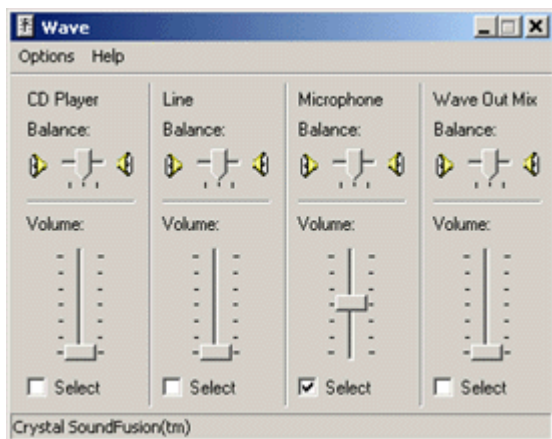 Wave
Options Help
CD Player
Balance:
Volume:
Select
Line
Balance:
Volume:
Select
Microphone
Balance:
Volume:
Select
Wave Out Mix
Balance:
Volume:
Select
Crystal SoundFusion(tm)